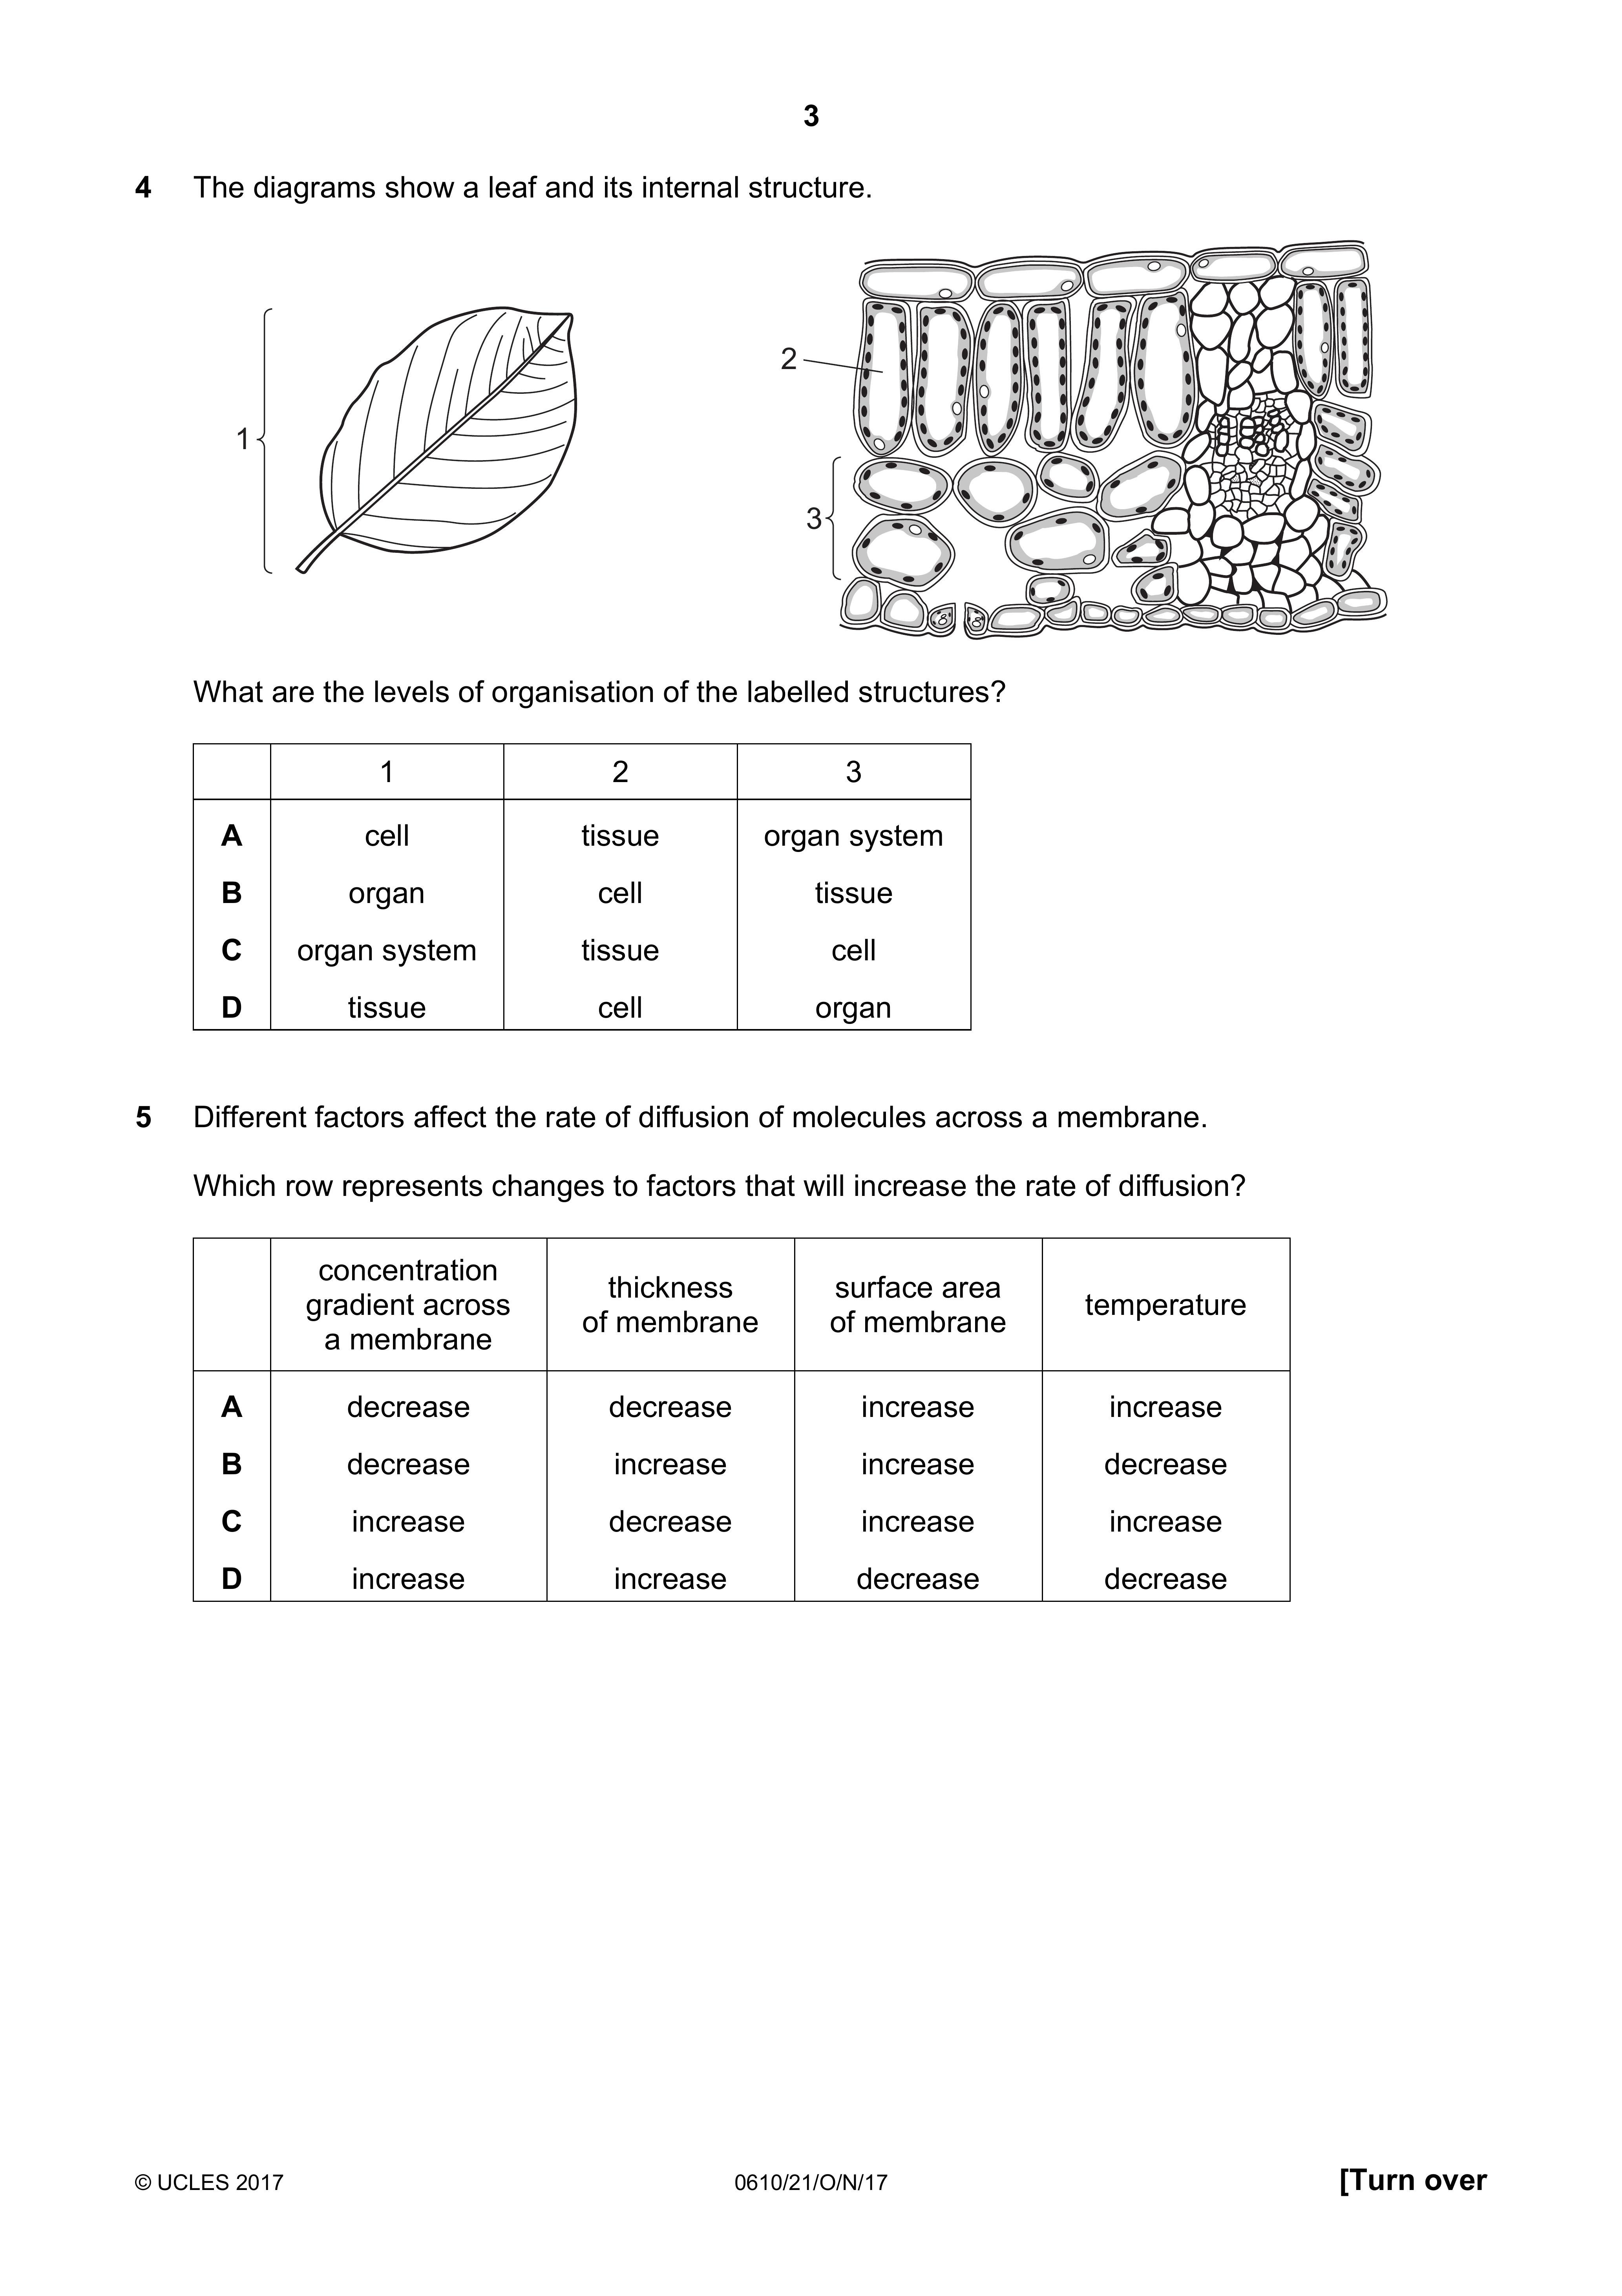 3
4 The diagrams show a leaf and its internal structure.
1
2
3
What are the levels of organisation of the labelled structures?
1 2 3
A cell tissue organ system
B organ cell tissue
C organ system tissue cell
D tissue cell organ
5 Different factors affect the rate of diffusion of molecules across a membrane.
Which row represents changes to factors that will increase the rate of diffusion?
concentration
gradient across
a membrane
thickness
of membrane
surface area
of membrane
temperature
A decrease decrease increase increase
B decrease increase increase decrease
C increase decrease increase increase
D increase increase decrease decrease
© UCLES 2017 0610/21/O/N/17 [Turn over